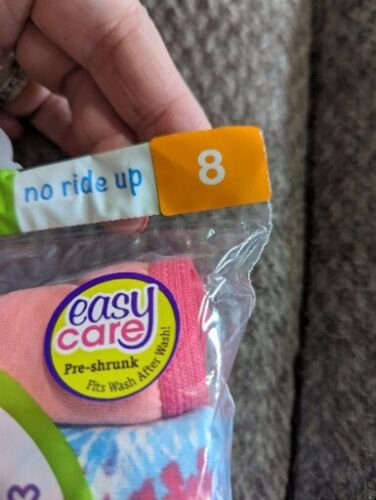 no ride up
8
easy
care
Pre-shrunk
Fits Wash After Wash!